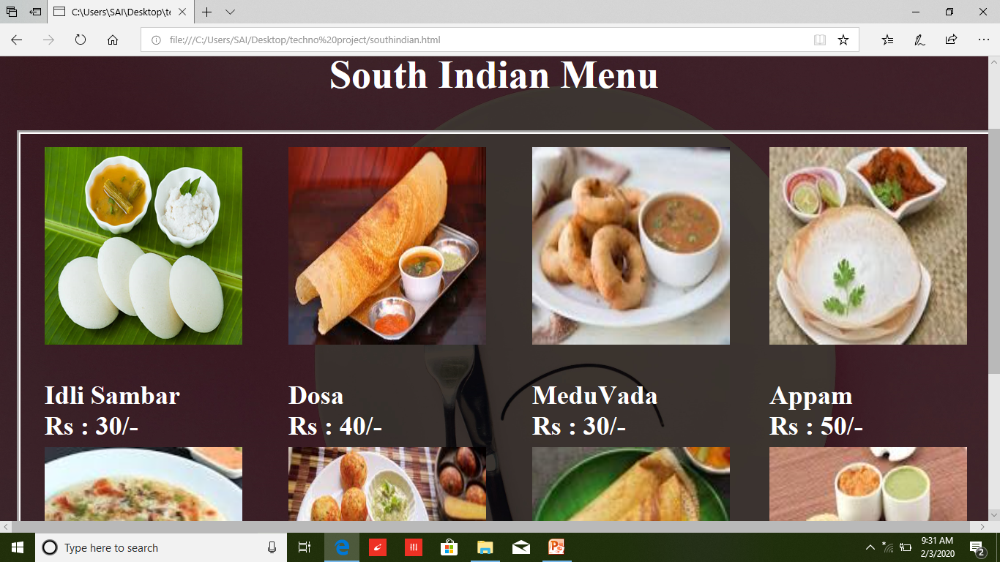 C:\Users\SAI\Desktop\te
file:///C:/Users/SAI/Desktop/techno%20project/southindian.html
South Indian Menu
Idli Sambar
Rs : 30/-
Dosa
Rs : 40/-
MeduVada
Rs : 30/-
Appam
Rs : 50/-
Type here to search
9:31 AM
2/3/2020
2